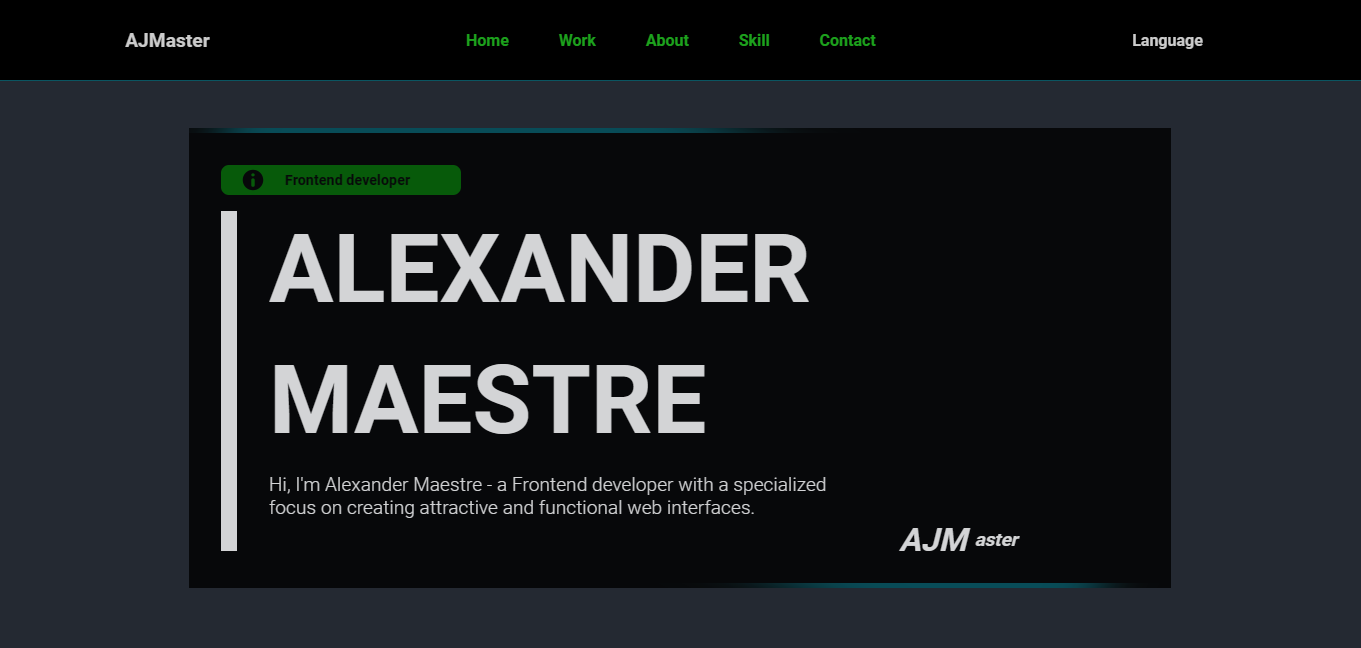 AJMaster
Home Work About Skill Contact
Language
Frontend developer
ALEXANDER
MAESTRE
Hi, I'm Alexander Maestre - a Frontend developer with a specialized
focus on creating attractive and functional web interfaces.
AJM aster